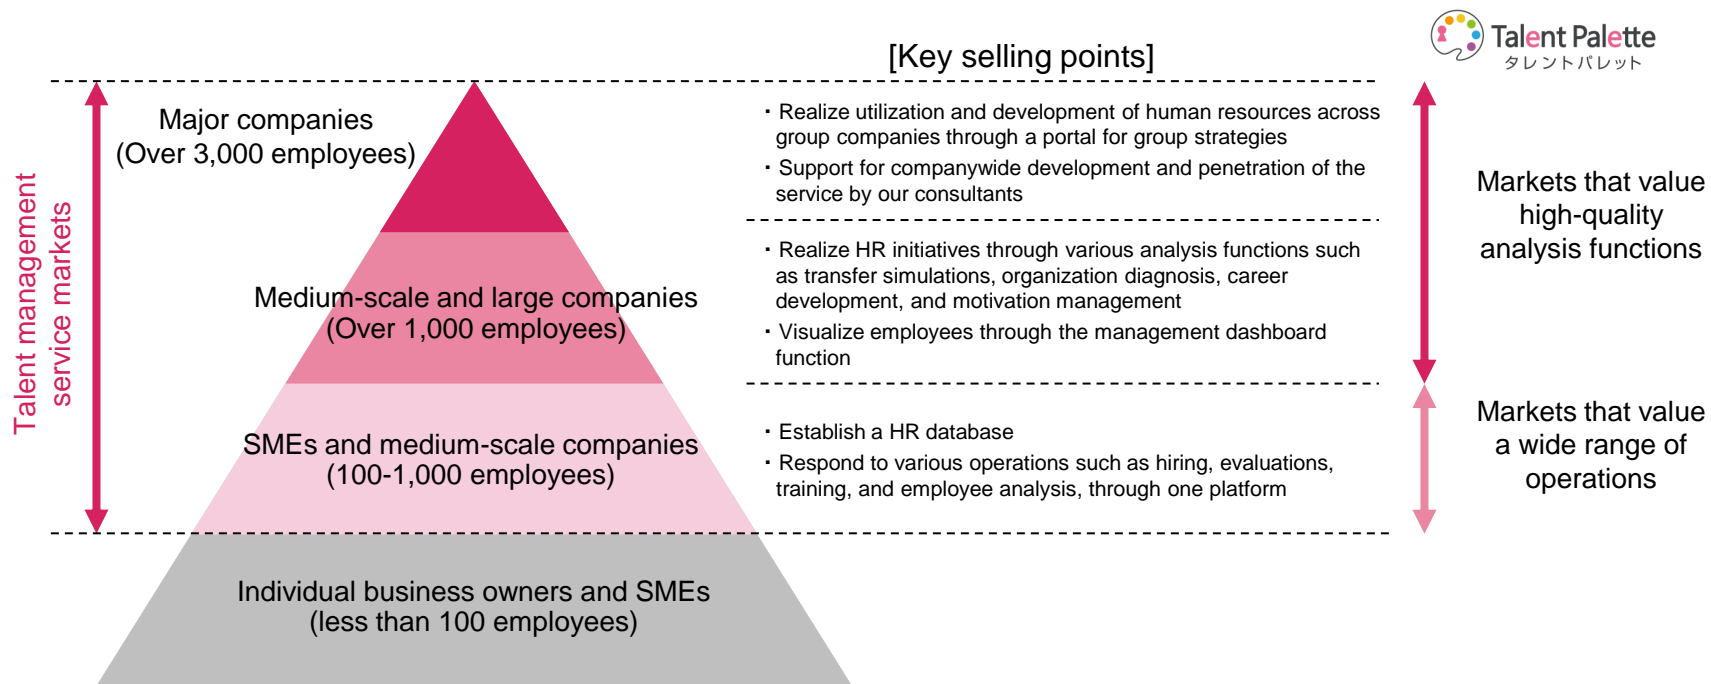 Talent Palette
タレントパレット
[Key selling points]
Talent management
service markets
Major companies
(Over 3,000 employees)
・Realize utilization and development of human resources across
group companies through a portal for group strategies
・Support for companywide development and penetration of the
service by our consultants
Medium-scale and large companies
(Over 1,000 employees)
・Realize HR initiatives through various analysis functions such
as transfer simulations, organization diagnosis, career
development, and motivation management
・Visualize employees through the management dashboard
function
Markets that value
high-quality
analysis functions
SMEs and medium-scale companies
(100-1,000 employees)
・Establish a HR database
・Respond to various operations such as hiring, evaluations,
training, and employee analysis, through one platform
Markets that value
a wide range of
operations
Individual business owners and SMEs
(less than 100 employees)